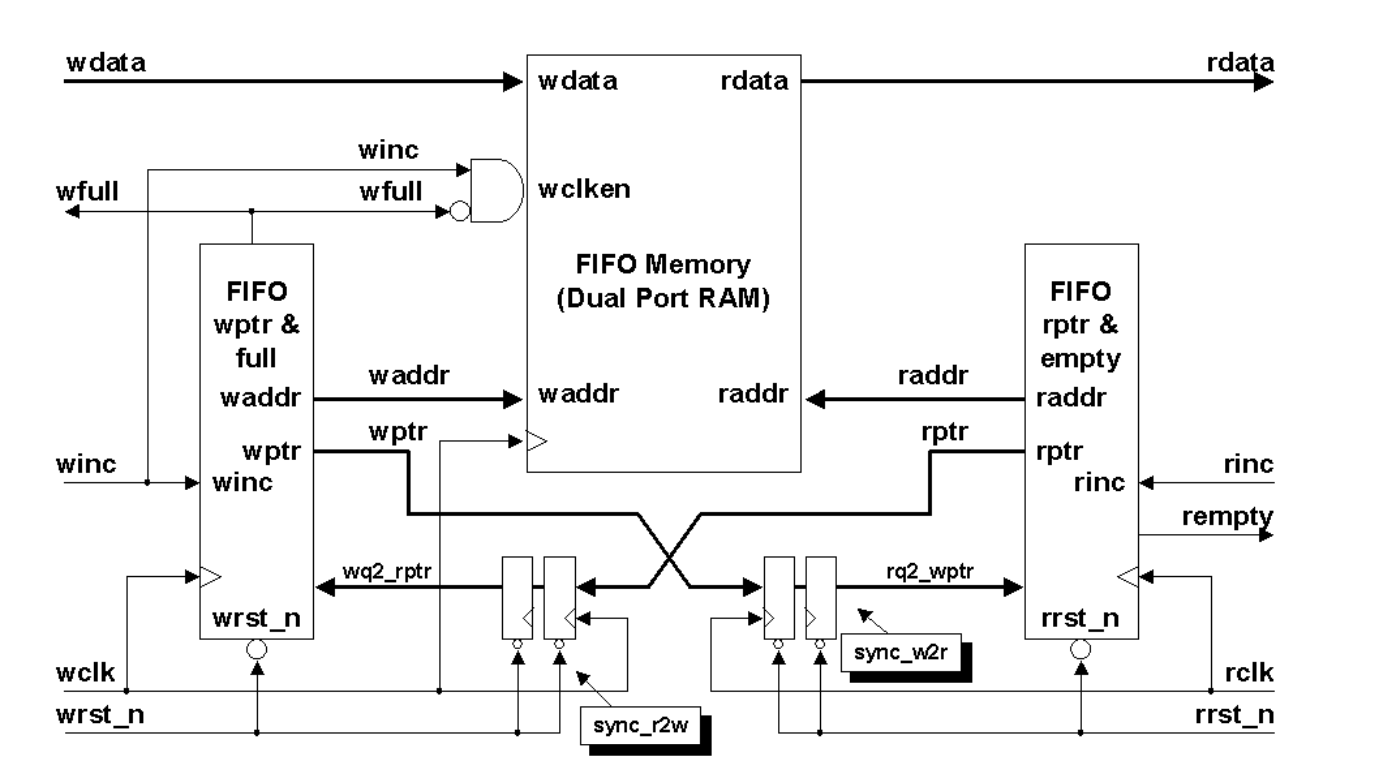 wdata
rdata
wdata
rdata
winc
wfull
wfull
wclken
FIFO Memory
(Dual Port RAM)
FIFO
wptr &
full
FIFO
rptr &
empty
waddr
waddr
waddr
raddr
raddr
raddr
wptr
wptr
rptr
rptr
winc
winc
rinc
rinc
rempty
wq2_rptr
rq2_wptr
wrst_n
rrst_n
sync_w2r
wclk
rclk
wrst_n
sync_r2w
rrst_n